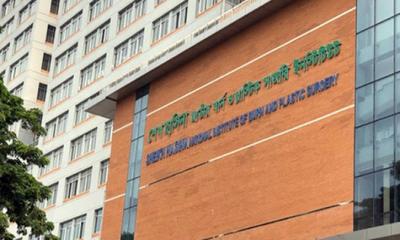 শেখ হাসিনা জাতীয় বার্ন ও প্লাস্টিক সার্জারি ইনস্টিটিউট
SHEIKH HASINA NATIONAL INSTITUTE OF BURN AND PLASTIC SURGERY